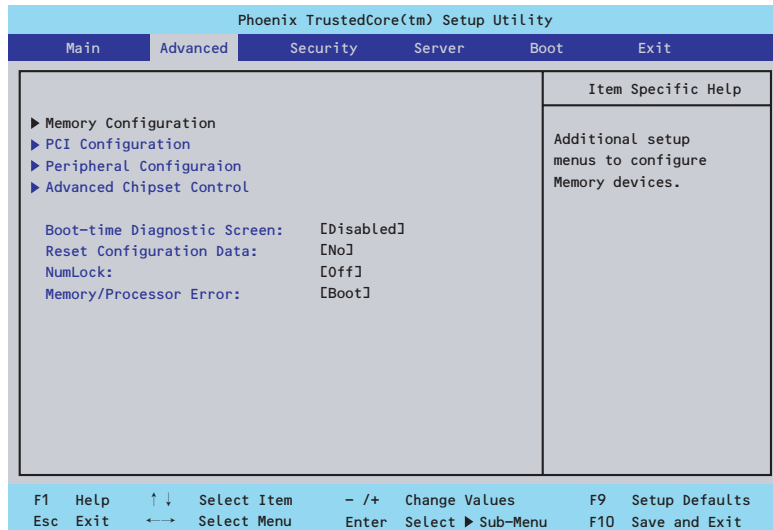 Phoenix TrustedCore(tm) Setup Utility
Main Advanced Security Server Boot Exit
Item Specific Help
▶ Memory Configuration
▶ PCI Configuration
▶ Peripheral Configuraion
▶ Advanced Chipset Control
Boot-time Diagnostic Screen: [Disabled]
Reset Configuration Data: [No]
NumLock: [Off]
Memory/Processor Error: [Boot]
Additional setup
menus to configure
Memory devices.
F1 Help ↑↓ Select Item - /+ Change Values F9 Setup Defaults
Esc Exit ←→ Select Menu Enter Select ▶ Sub-Menu F10 Save and Exit